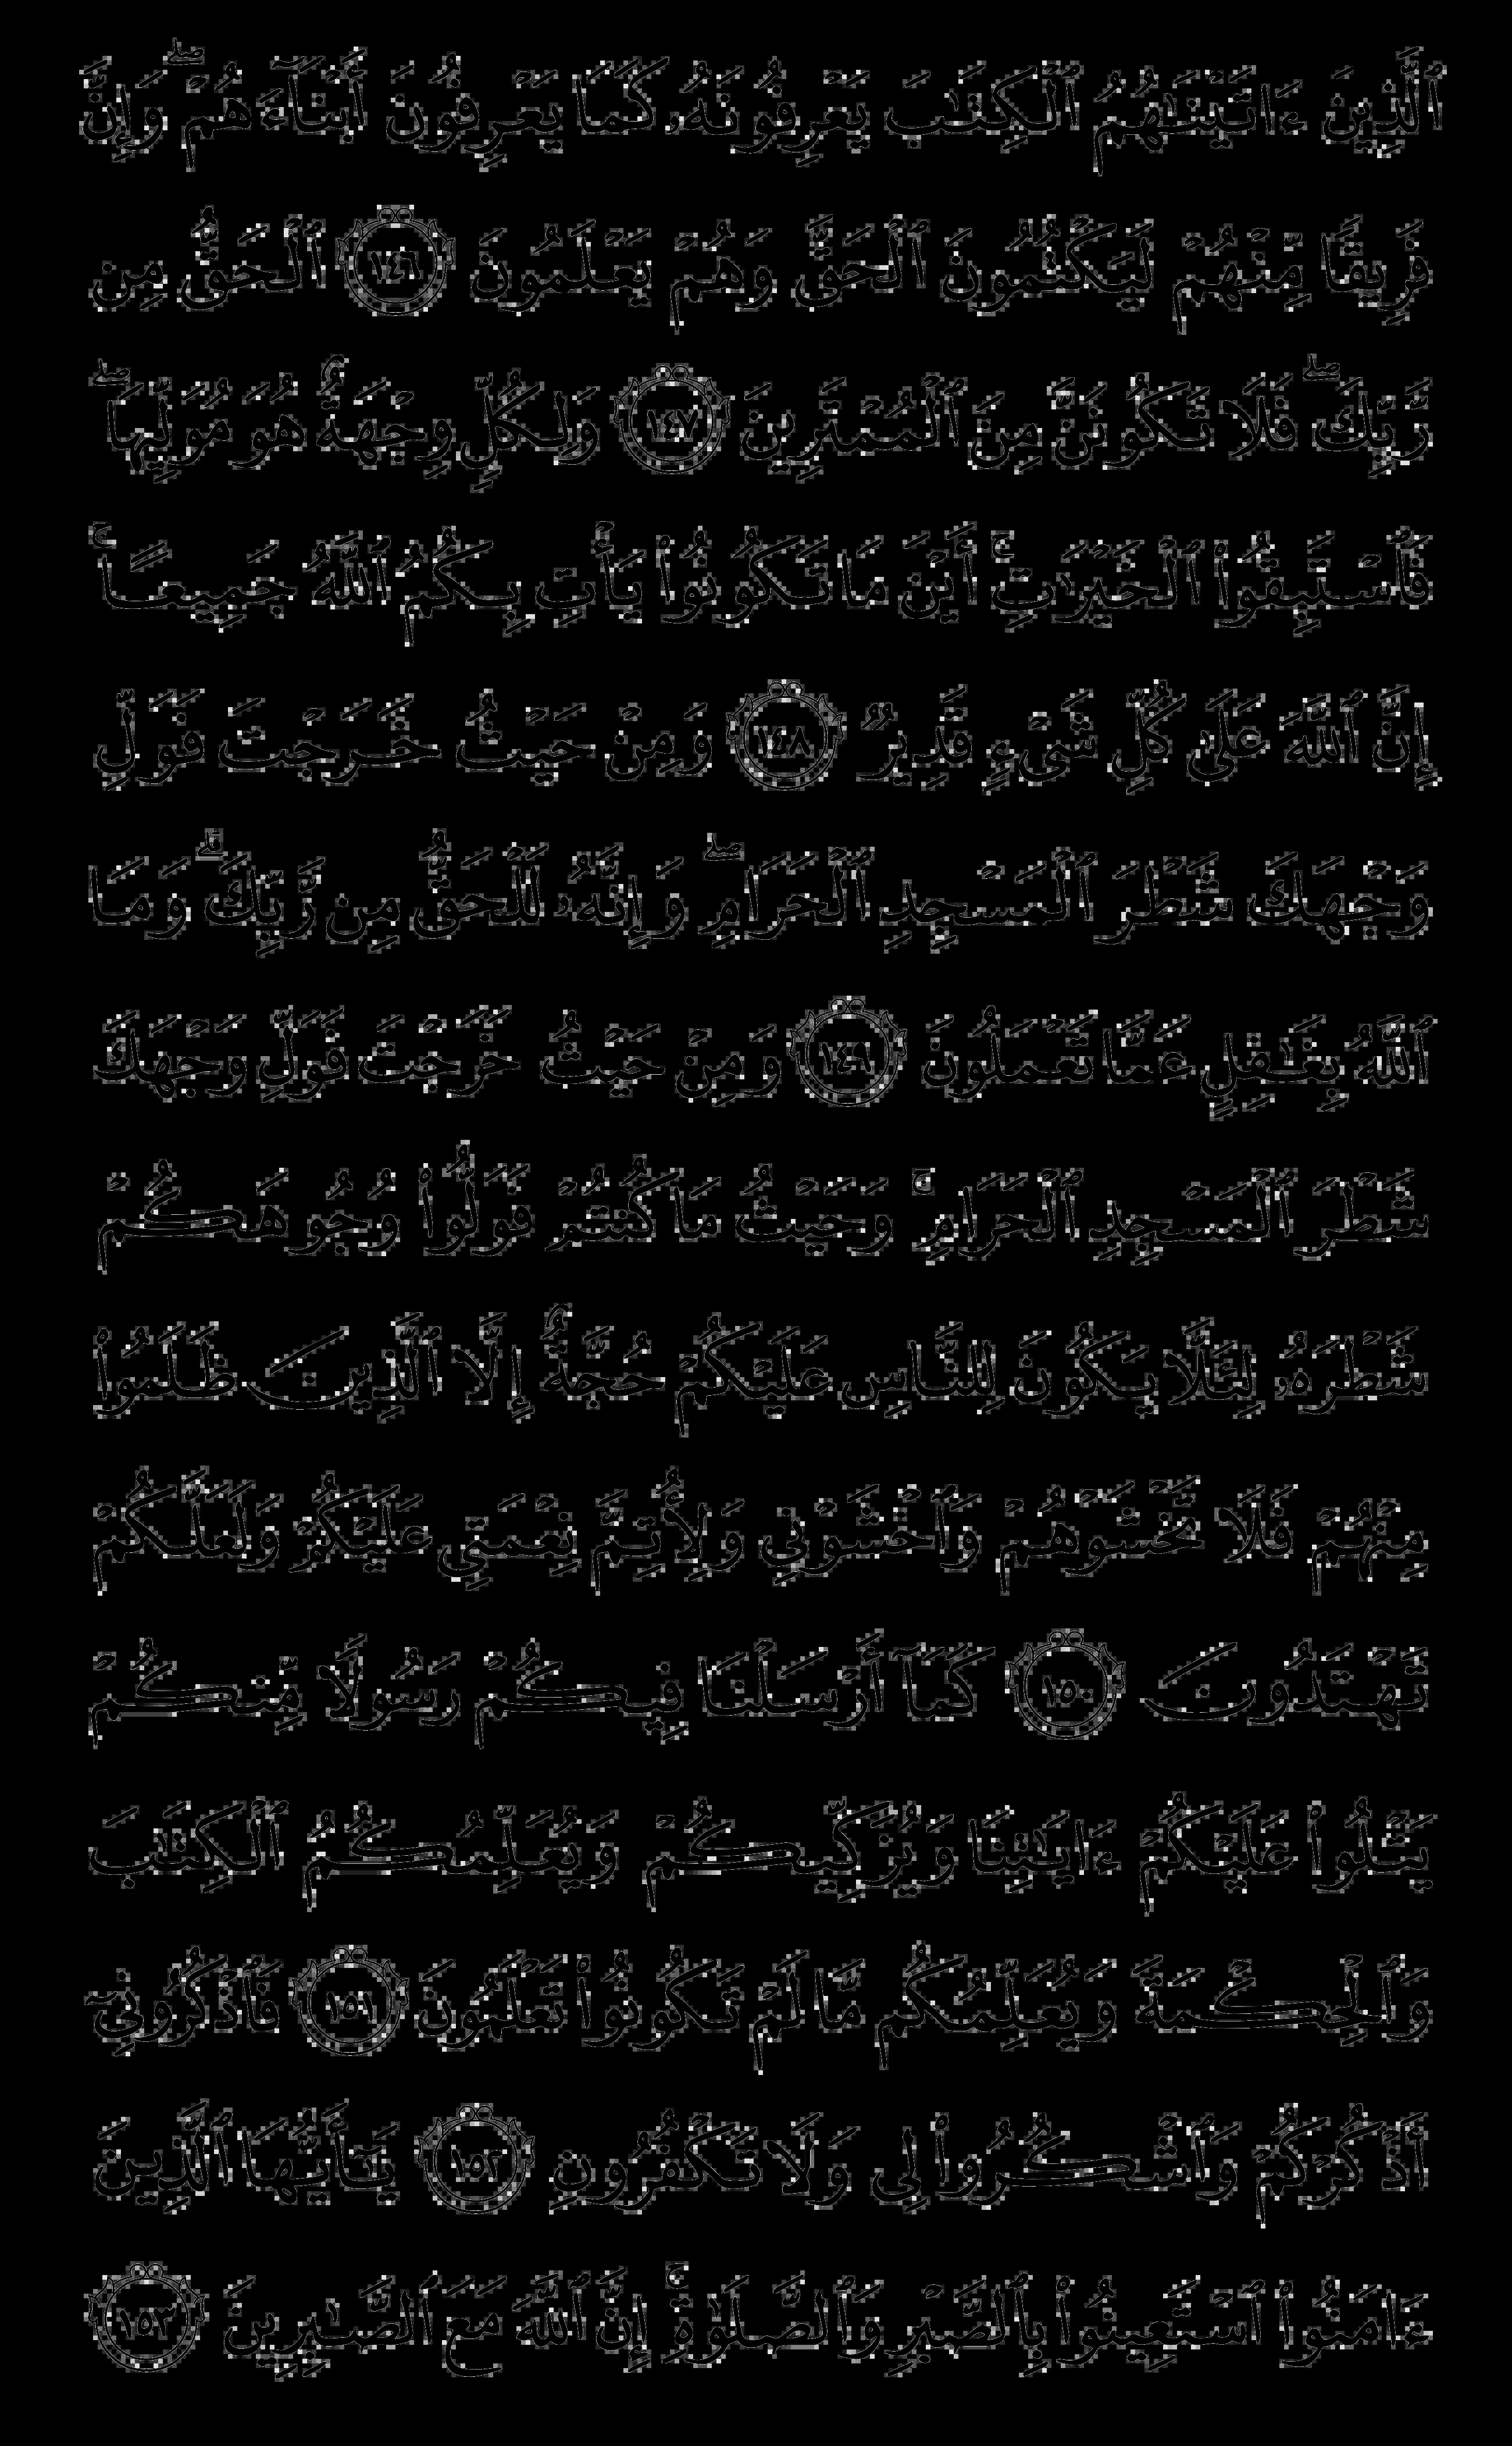 ٱلَّذِينَ ءَاتَيْنَٰهُمُ ٱلْكِتَٰبَ يَعْرِفُونَهُۥ كَمَا يَعْرِفُونَ أَبْنَآءَهُمْ ۖ وَإِنَّ
فَرِيقًا مِّنْهُمْ لَيَكْتُمُونَ ٱلْحَقَّ وَهُمْ يَعْلَمُونَ ١٤٦ ٱلْحَقُّ مِن
رَّبِّكَ ۖ فَلَا تَكُونَنَّ مِنَ ٱلْمُمْتَرِينَ ١٤٧ وَلِكُلٍّ وِجْهَةٌ هُوَ مُوَلِّيهَا ۖ
فَٱسْتَبِقُوا۟ ٱلْخَيْرَٰتِ ۚ أَيْنَ مَا تَكُونُوا۟ يَأْتِ بِكُمُ ٱللَّهُ جَمِيعًا ۚ
إِنَّ ٱللَّهَ عَلَىٰ كُلِّ شَىْءٍ قَدِيرٌ ١٤٨ وَمِنْ حَيْثُ خَرَجْتَ فَوَلِّ
وَجْهَكَ شَطْرَ ٱلْمَسْجِدِ ٱلْحَرَامِ ۖ وَإِنَّهُۥ لَلْحَقُّ مِن رَّبِّكَ ۗ وَمَا
ٱللَّهُ بِغَٰفِلٍ عَمَّا تَعْمَلُونَ ١٤٩ وَمِنْ حَيْثُ خَرَجْتَ فَوَلِّ وَجْهَكَ
شَطْرَ ٱلْمَسْجِدِ ٱلْحَرَامِ ۚ وَحَيْثُ مَا كُنتُمْ فَوَلُّوا۟ وُجُوهَكُمْ
شَطْرَهُۥ لِئَلَّا يَكُونَ لِلنَّاسِ عَلَيْكُمْ حُجَّةٌ إِلَّا ٱلَّذِينَ ظَلَمُوا۟
مِنْهُمْ فَلَا تَخْشَوْهُمْ وَٱخْشَوْنِى وَلِأُتِمَّ نِعْمَتِى عَلَيْكُمْ وَلَعَلَّكُمْ
تَهْتَدُونَ ١٥٠ كَمَآ أَرْسَلْنَا فِيكُمْ رَسُولًا مِّنكُمْ
يَتْلُوا۟ عَلَيْكُمْ ءَايَٰتِنَا وَيُزَكِّيكُمْ وَيُعَلِّمُكُمُ ٱلْكِتَٰبَ
وَٱلْحِكْمَةَ وَيُعَلِّمُكُم مَّا لَمْ تَكُونُوا۟ تَعْلَمُونَ ١٥١ فَٱذْكُرُونِىٓ
أَذْكُرْكُمْ وَٱشْكُرُوا۟ لِى وَلَا تَكْفُرُونِ ١٥٢ يَٰٓأَيُّهَا ٱلَّذِينَ
ءَامَنُوا۟ ٱسْتَعِينُوا۟ بِٱلصَّبْرِ وَٱلصَّلَوٰةِ ۚ إِنَّ ٱللَّهَ مَعَ ٱلصَّٰبِرِينَ ١٥٣